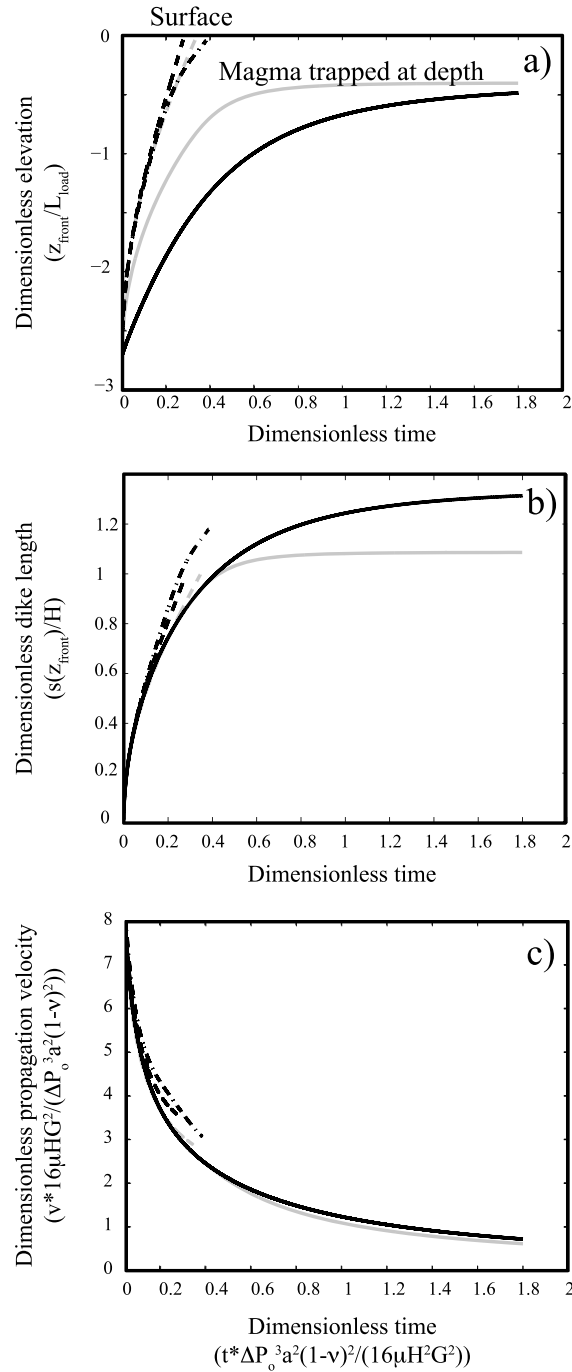 Surface
0
Magma trapped at depth
a)
−1
−2
−3
Dimensionless elevation
(z_front/L_load)
0 0.2 0.4 0.6 0.8 1 1.2 1.4 1.6 1.8 2
Dimensionless time
b)
1.2
1
0.8
0.6
0.4
0.2
0
Dimensionless dike length
(s(z_front)/H)
0 0.2 0.4 0.6 0.8 1 1.2 1.4 1.6 1.8 2
Dimensionless time
8
c)
7
6
5
4
3
2
1
0
Dimensionless propagation velocity
(v*16μHG²/(ΔP_o³a²(1-ν)²))
0 0.2 0.4 0.6 0.8 1 1.2 1.4 1.6 1.8 2
Dimensionless time
(t*ΔP_o³a²(1-ν)²/(16μH²G²))